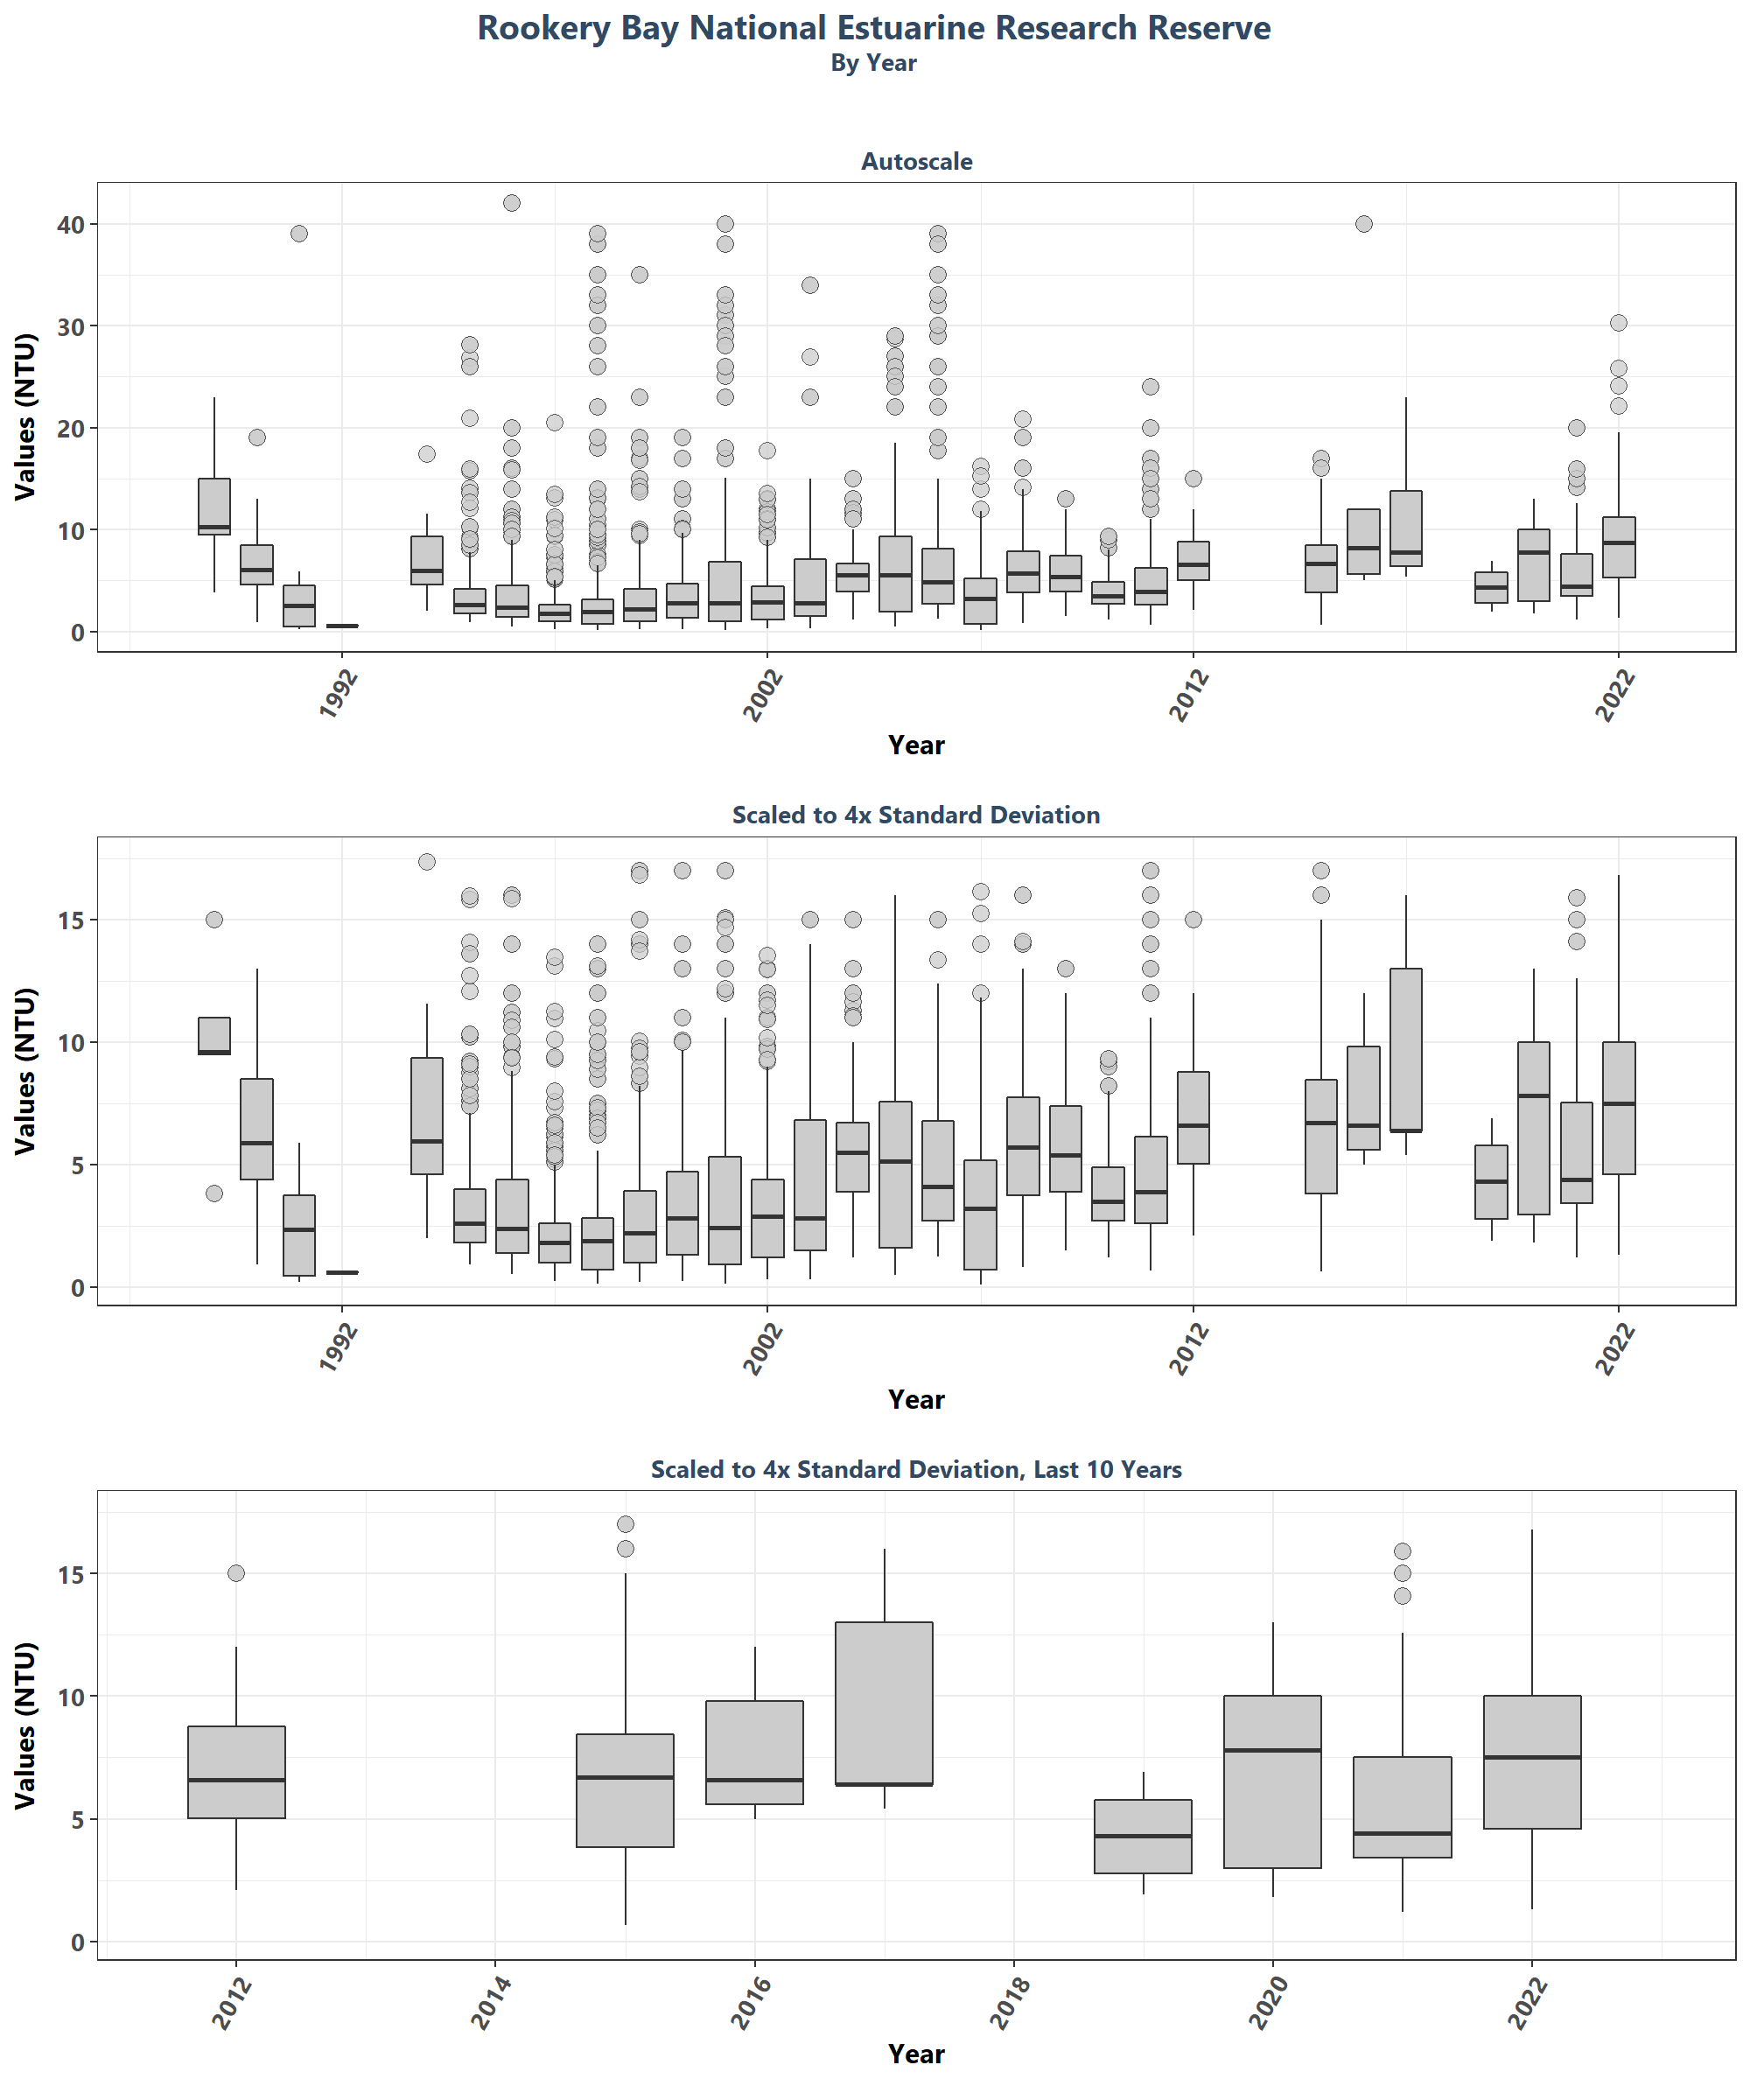 Rookery Bay National Estuarine Research Reserve
By Year
Autoscale
Values (NTU)
40
30
20
10
0
1992
2002
2012
2022
Year
Scaled to 4x Standard Deviation
Values (NTU)
15
10
5
0
1992
2002
2012
2022
Year
Scaled to 4x Standard Deviation, Last 10 Years
Values (NTU)
15
10
5
0
2012
2014
2016
2018
2020
2022
Year